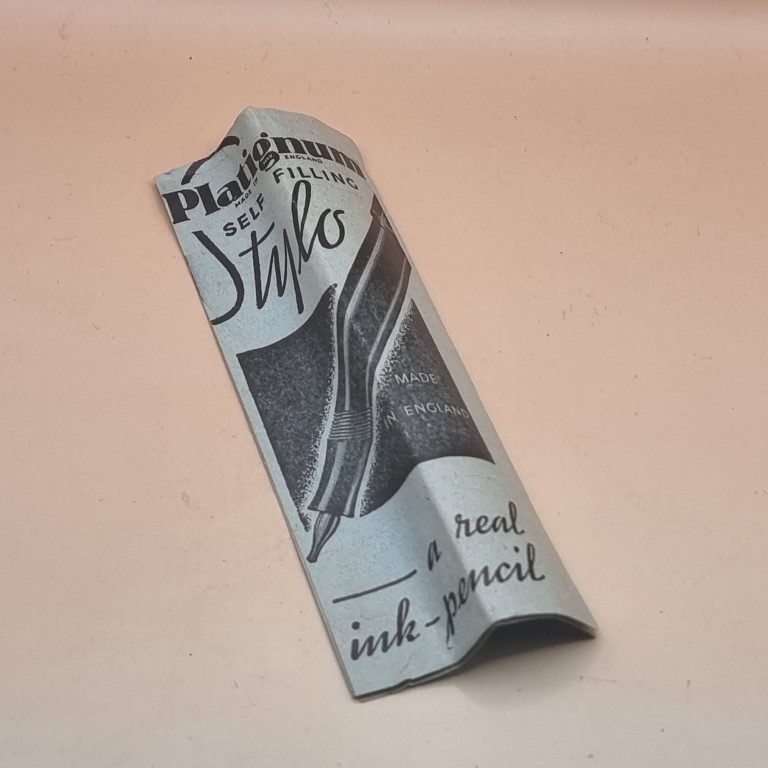 Platignum
MADE IN ENGLAND
SELF FILLING
Stylo
MADE
IN ENGLAND
a real
ink-pencil